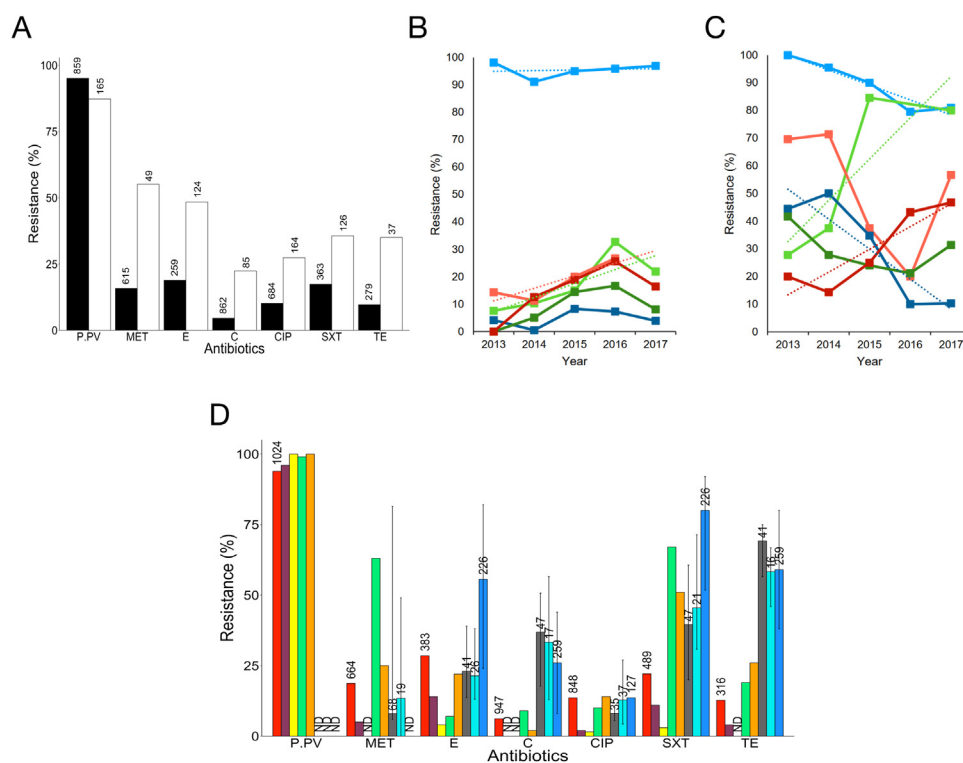 A
Resistance (%)
100
75
50
25
0
859
165
615
49
259
124
862
85
684
164
363
126
279
37
P.PV MET E C CIP SXT TE
Antibiotics
B
Resistance (%)
100
90
80
70
60
50
40
30
20
10
0
2013 2014 2015 2016 2017
Year
C
Resistance (%)
100
90
80
70
60
50
40
30
20
10
0
2013 2014 2015 2016 2017
Year
D
Resistance (%)
100
75
50
25
0
1024
ND
ND
ND
664
ND
68
19
ND
383
41
26
226
947
ND
ND
47
17
259
848
35
37
127
489
47
21
226
316
ND
41
16
259
P.PV MET E C CIP SXT TE
Antibiotics